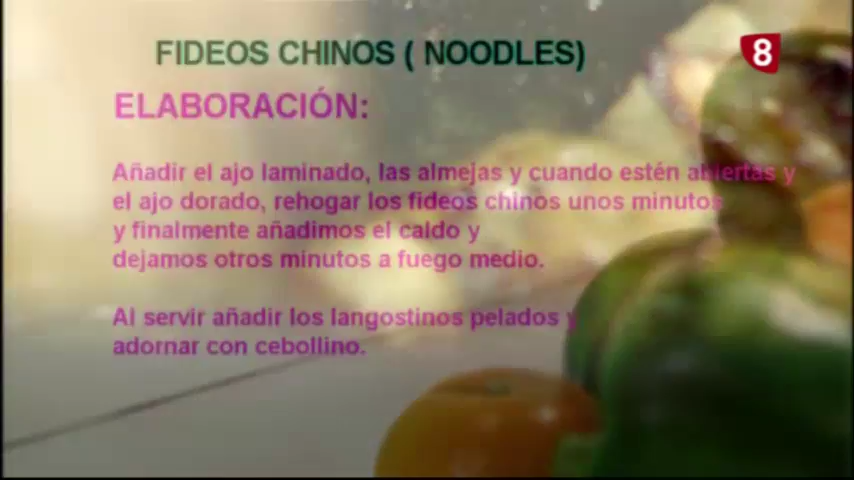 FIDEOS CHINOS ( NOODLES)
8
ELABORACIÓN:
Añadir el ajo laminado, las almejas y cuando estén abiertas y
el ajo dorado, rehogar los fideos chinos unos minutos
y finalmente añadimos el caldo y
dejamos otros minutos a fuego medio.
Al servir añadir los langostinos pelados y
adornar con cebollino.